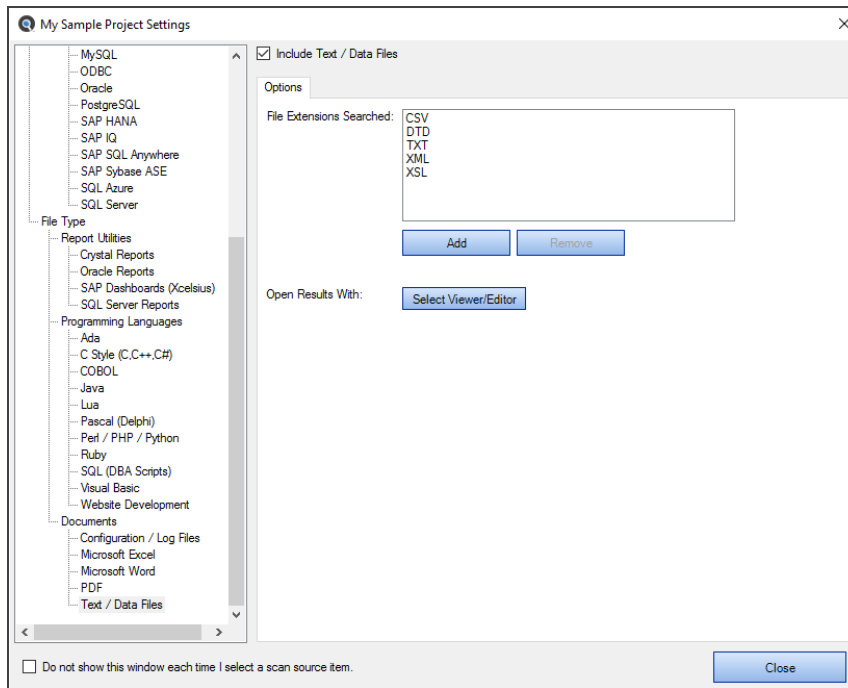 My Sample Project Settings
MySQL
ODBC
Oracle
PostgreSQL
SAP HANA
SAP IQ
SAP SQL Anywhere
SAP Sybase ASE
SQL Azure
SQL Server
File Type
Report Utilities
Crystal Reports
Oracle Reports
SAP Dashboards (Xcelsius)
SQL Server Reports
Programming Languages
Ada
C Style (C,C++,C#)
COBOL
Java
Lua
Pascal (Delphi)
Perl / PHP / Python
Ruby
SQL (DBA Scripts)
Visual Basic
Website Development
Documents
Configuration / Log Files
Microsoft Excel
Microsoft Word
PDF
Text / Data Files
Include Text / Data Files
Options
File Extensions Searched:
CSV
DTD
TXT
XML
XSL
Add
Remove
Open Results With:
Select Viewer/Editor
Do not show this window each time I select a scan source item.
Close